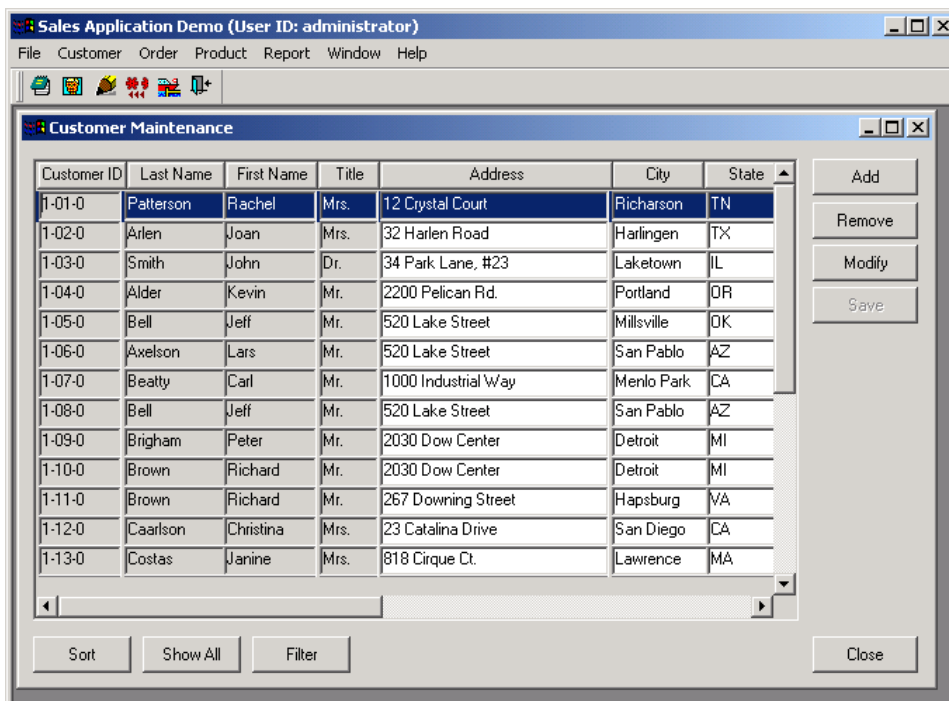 Sales Application Demo (User ID: administrator)
File Customer Order Product Report Window Help
Customer Maintenance
Customer ID Last Name First Name Title Address City State
1-01-0 Patterson Rachel Mrs. 12 Crystal Court Richarson TN
1-02-0 Arlen Joan Mrs. 32 Harlen Road Harlingen TX
1-03-0 Smith John Dr. 34 Park Lane, #23 Laketown IL
1-04-0 Alder Kevin Mr. 2200 Pelican Rd. Portland OR
1-05-0 Bell Jeff Mr. 520 Lake Street Millsville OK
1-06-0 Axelson Lars Mr. 520 Lake Street San Pablo AZ
1-07-0 Beatty Carl Mr. 1000 Industrial Way Menlo Park CA
1-08-0 Bell Jeff Mr. 520 Lake Street San Pablo AZ
1-09-0 Brigham Peter Mr. 2030 Dow Center Detroit MI
1-10-0 Brown Richard Mr. 2030 Dow Center Detroit MI
1-11-0 Brown Richard Mr. 267 Downing Street Hapsburg VA
1-12-0 Caarlson Christina Mrs. 23 Catalina Drive San Diego CA
1-13-0 Costas Janine Mrs. 818 Cirque Ct. Lawrence MA
Add
Remove
Modify
Save
Sort Show All Filter Close